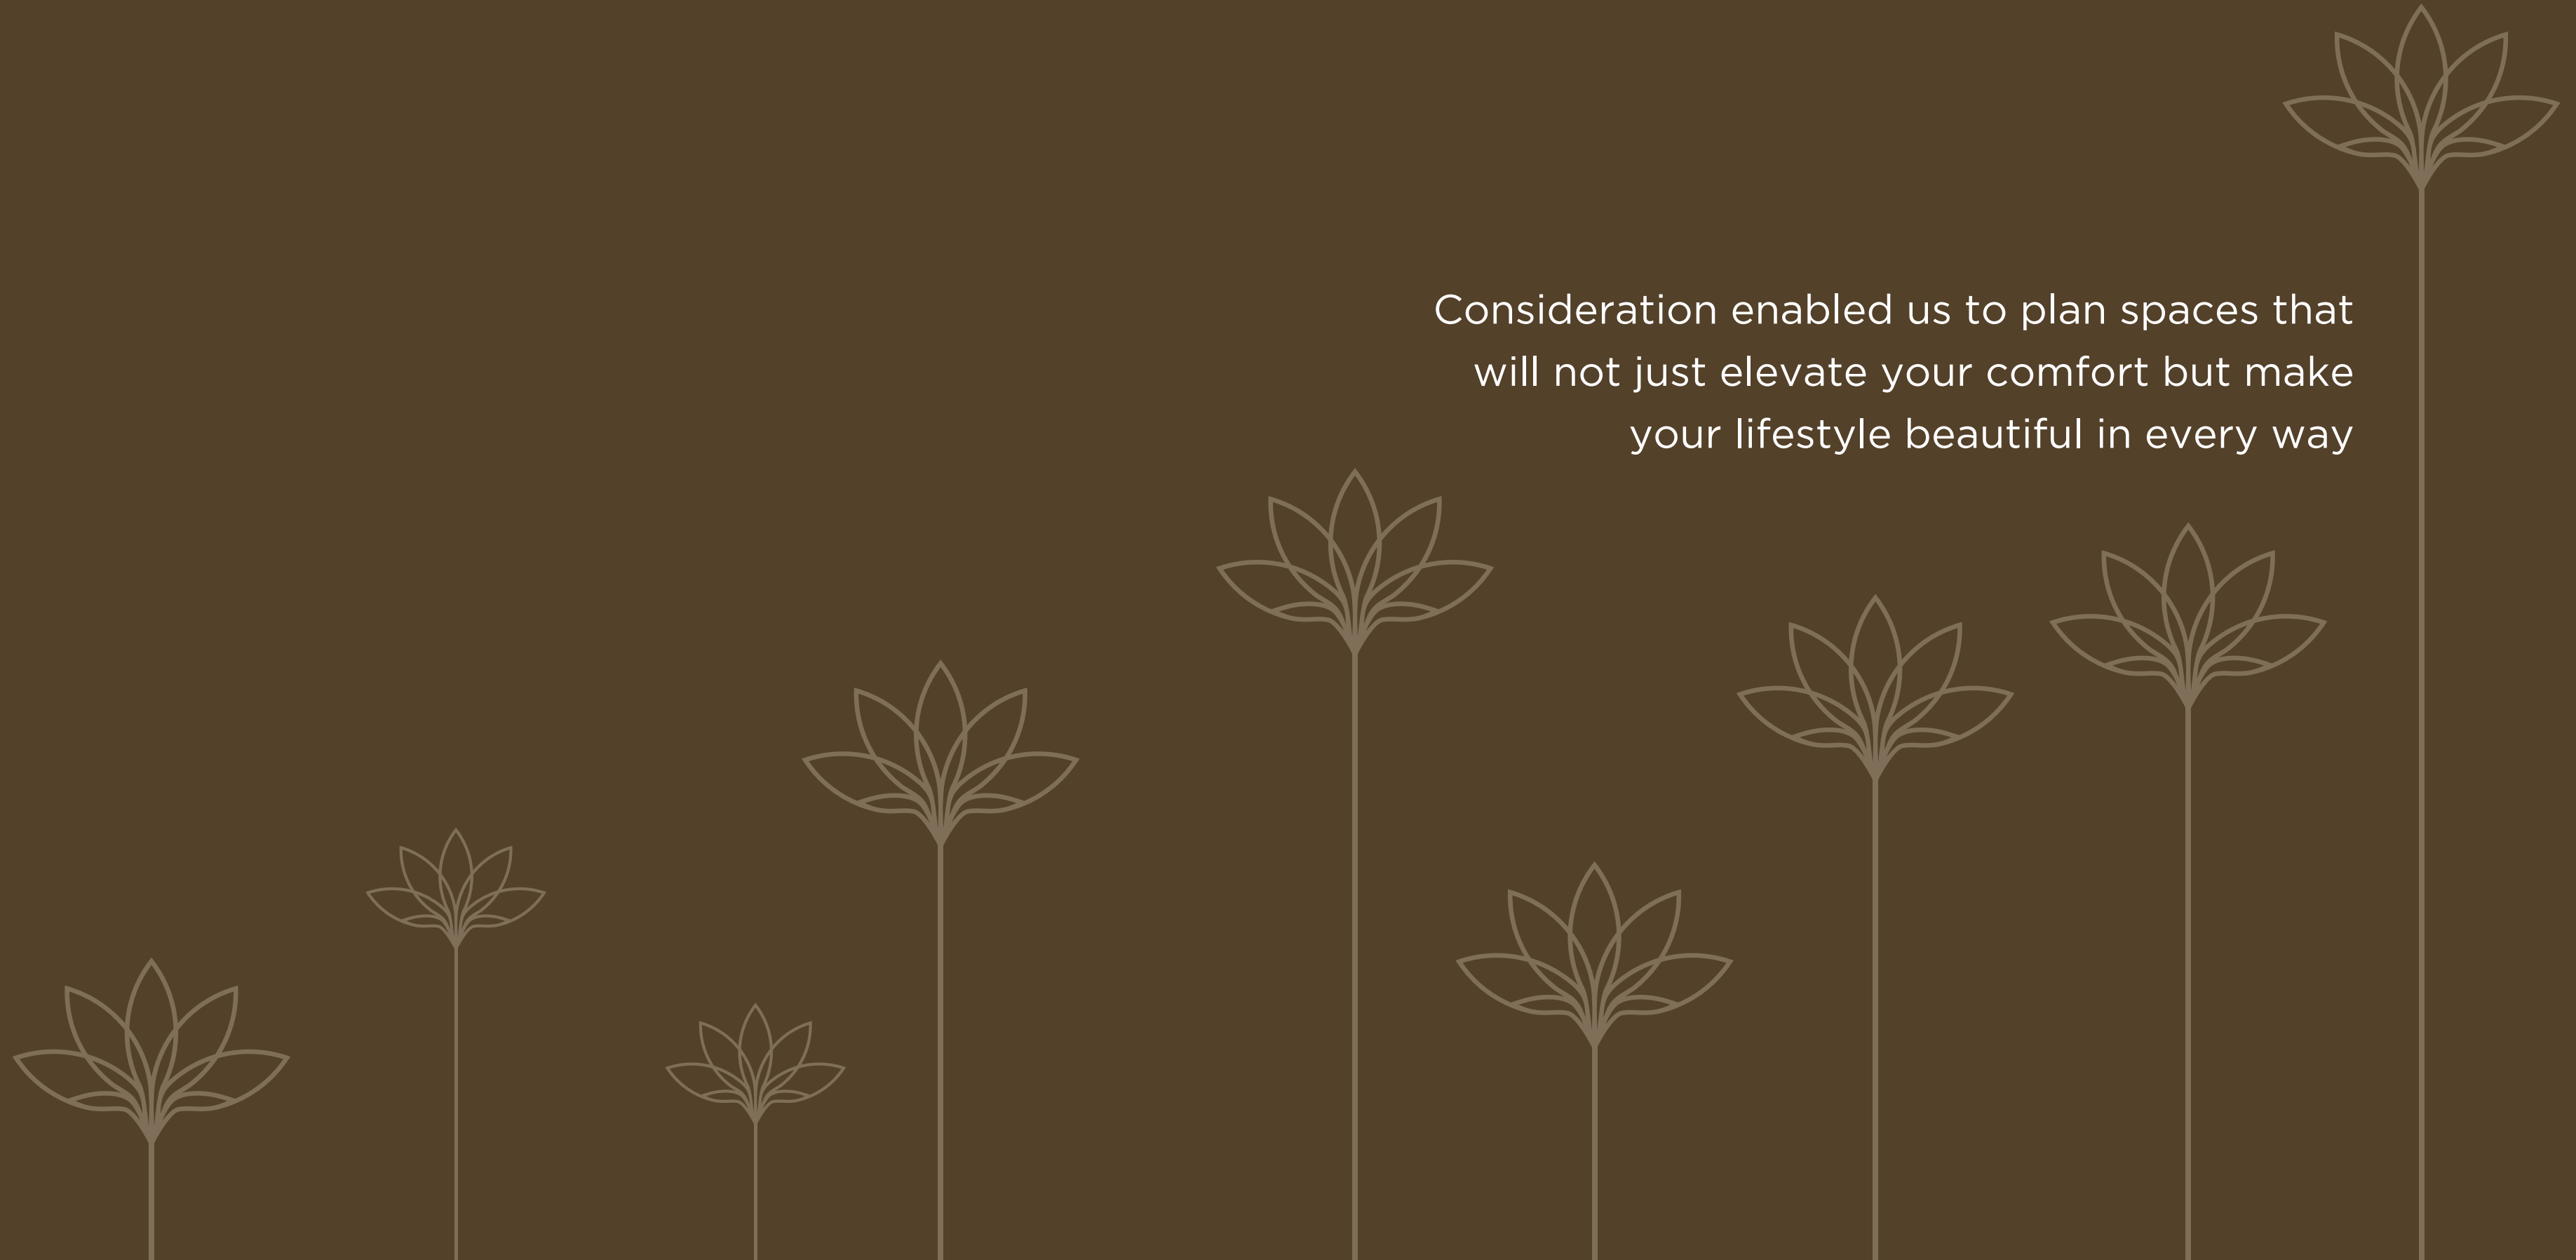 Consideration enabled us to plan spaces that
will not just elevate your comfort but make
your lifestyle beautiful in every way